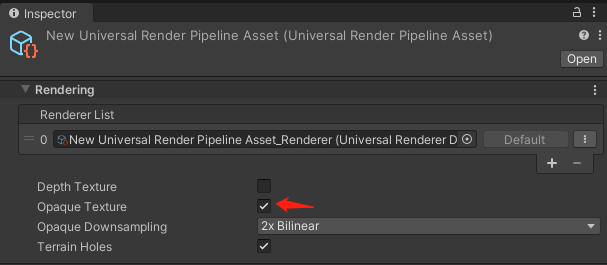 Inspector
New Universal Render Pipeline Asset (Universal Render Pipeline Asset)
Open
Rendering
Renderer List
0 New Universal Render Pipeline Asset_Renderer (Universal Renderer D Default
Depth Texture
Opaque Texture
Opaque Downsampling 2x Bilinear
Terrain Holes